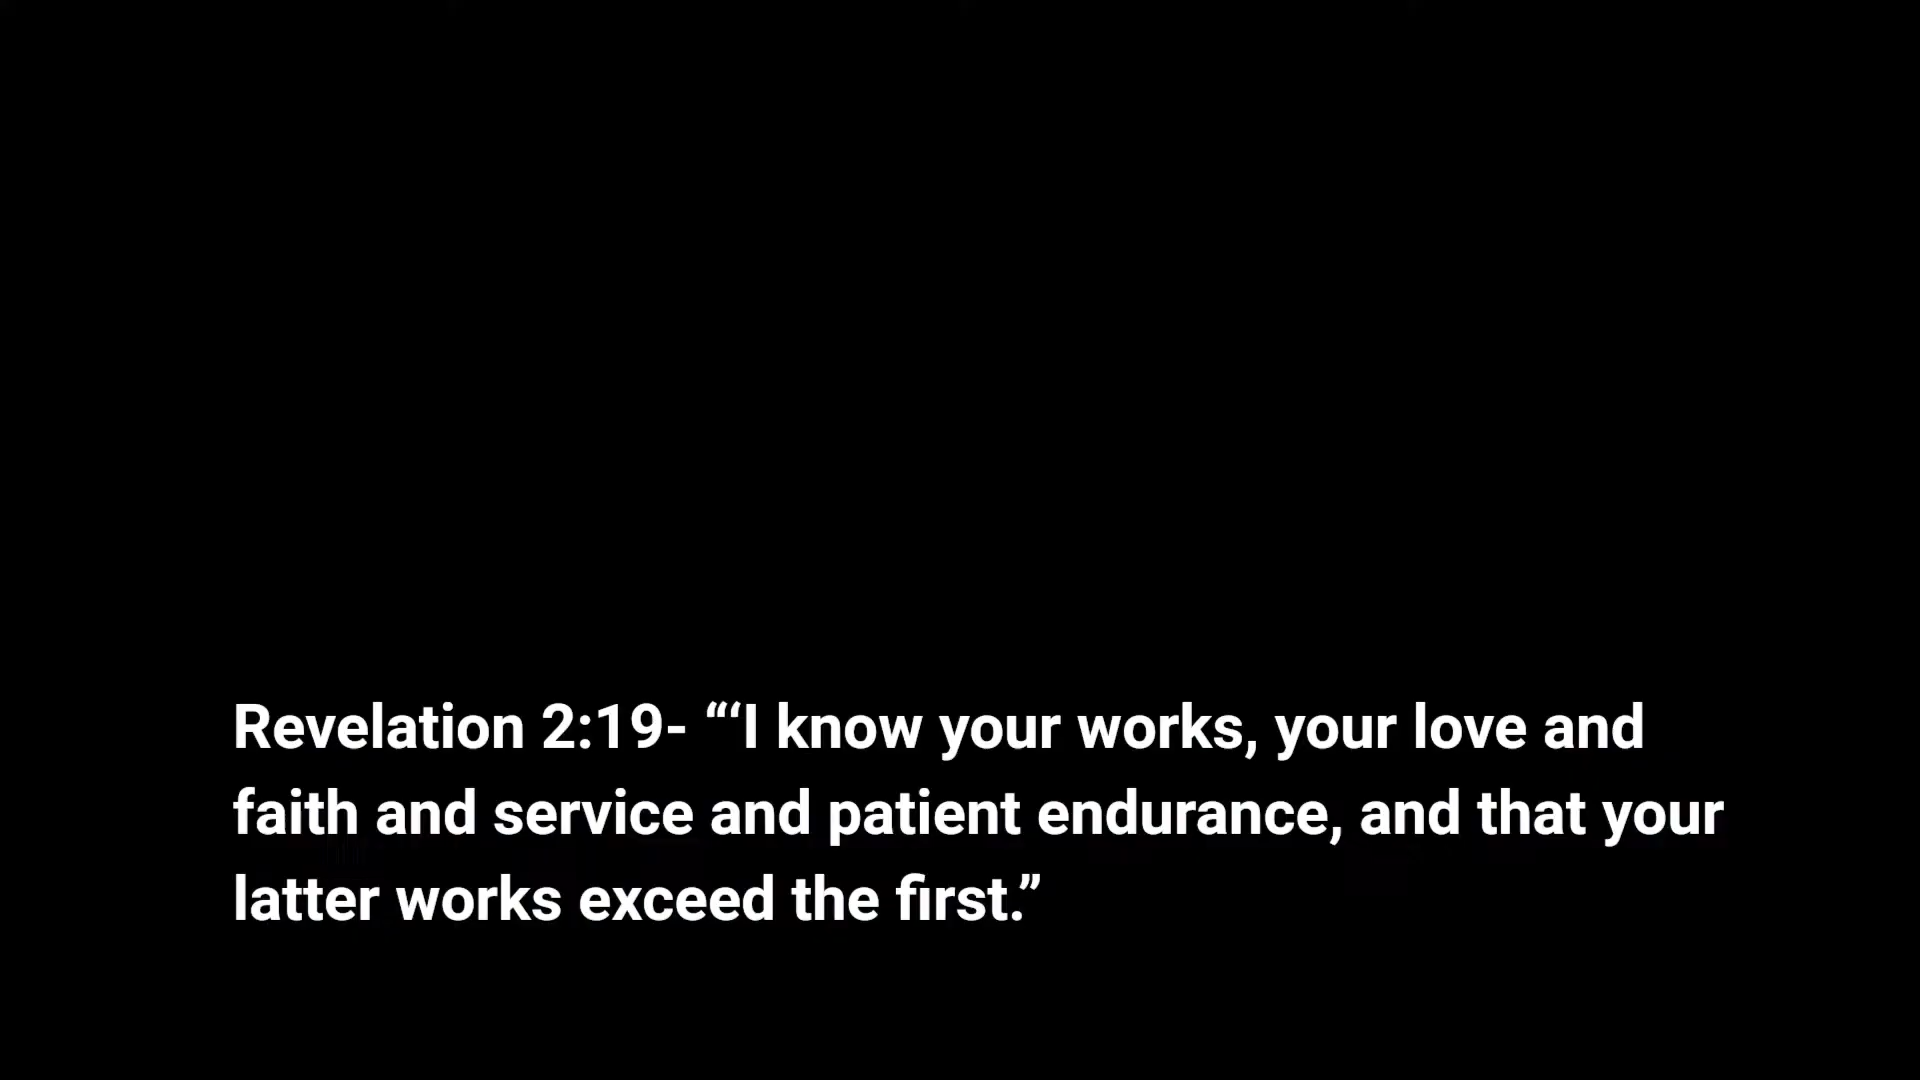 Revelation 2:19- “‘I know your works, your love and
faith and service and patient endurance, and that your
latter works exceed the first.”